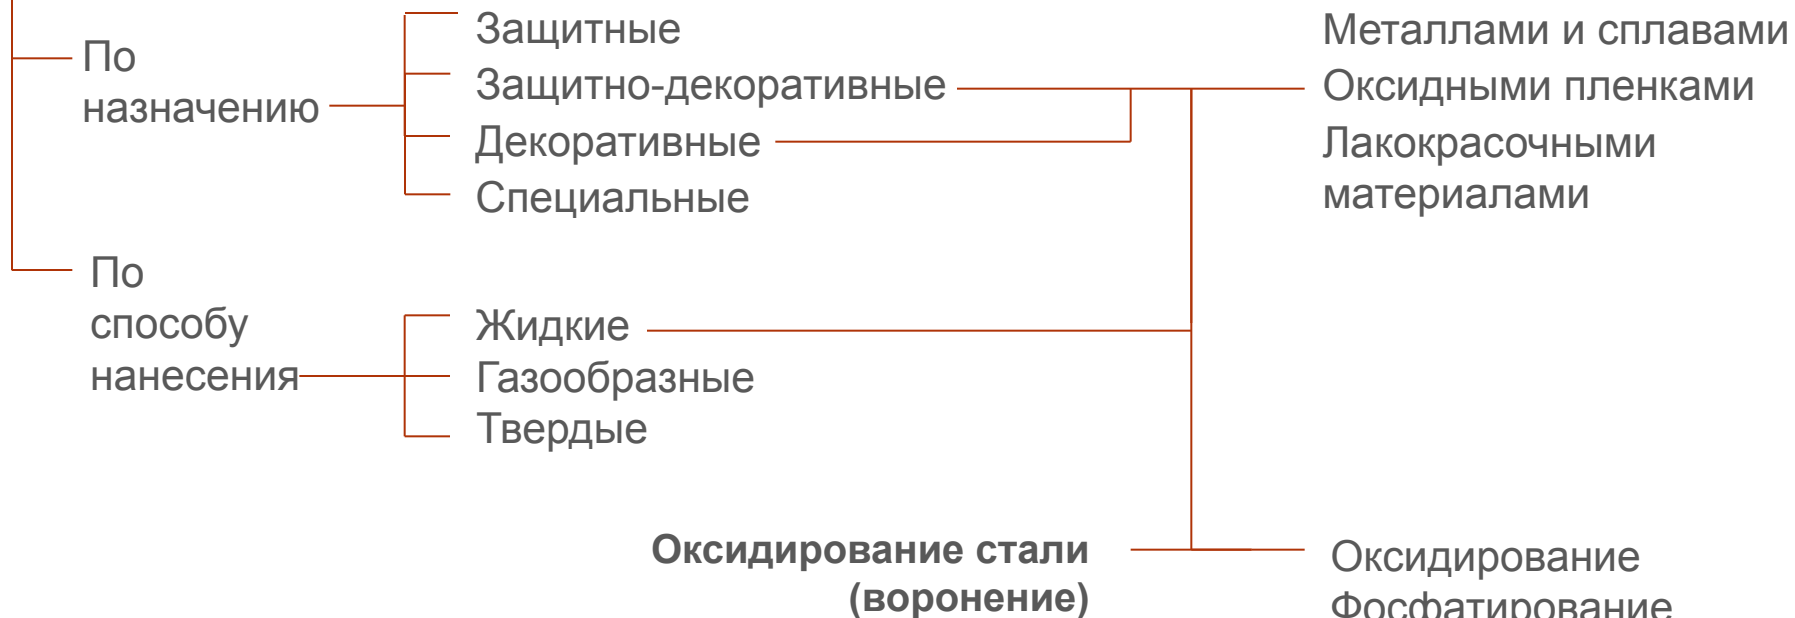 По
назначению
Защитные
Защитно-декоративные
Декоративные
Специальные
Металлами и сплавами
Оксидными пленками
Лакокрасочными
материалами
По
способу
нанесения
Жидкие
Газообразные
Твердые
Оксидирование стали
(воронение)
Оксидирование
Фосфатирование